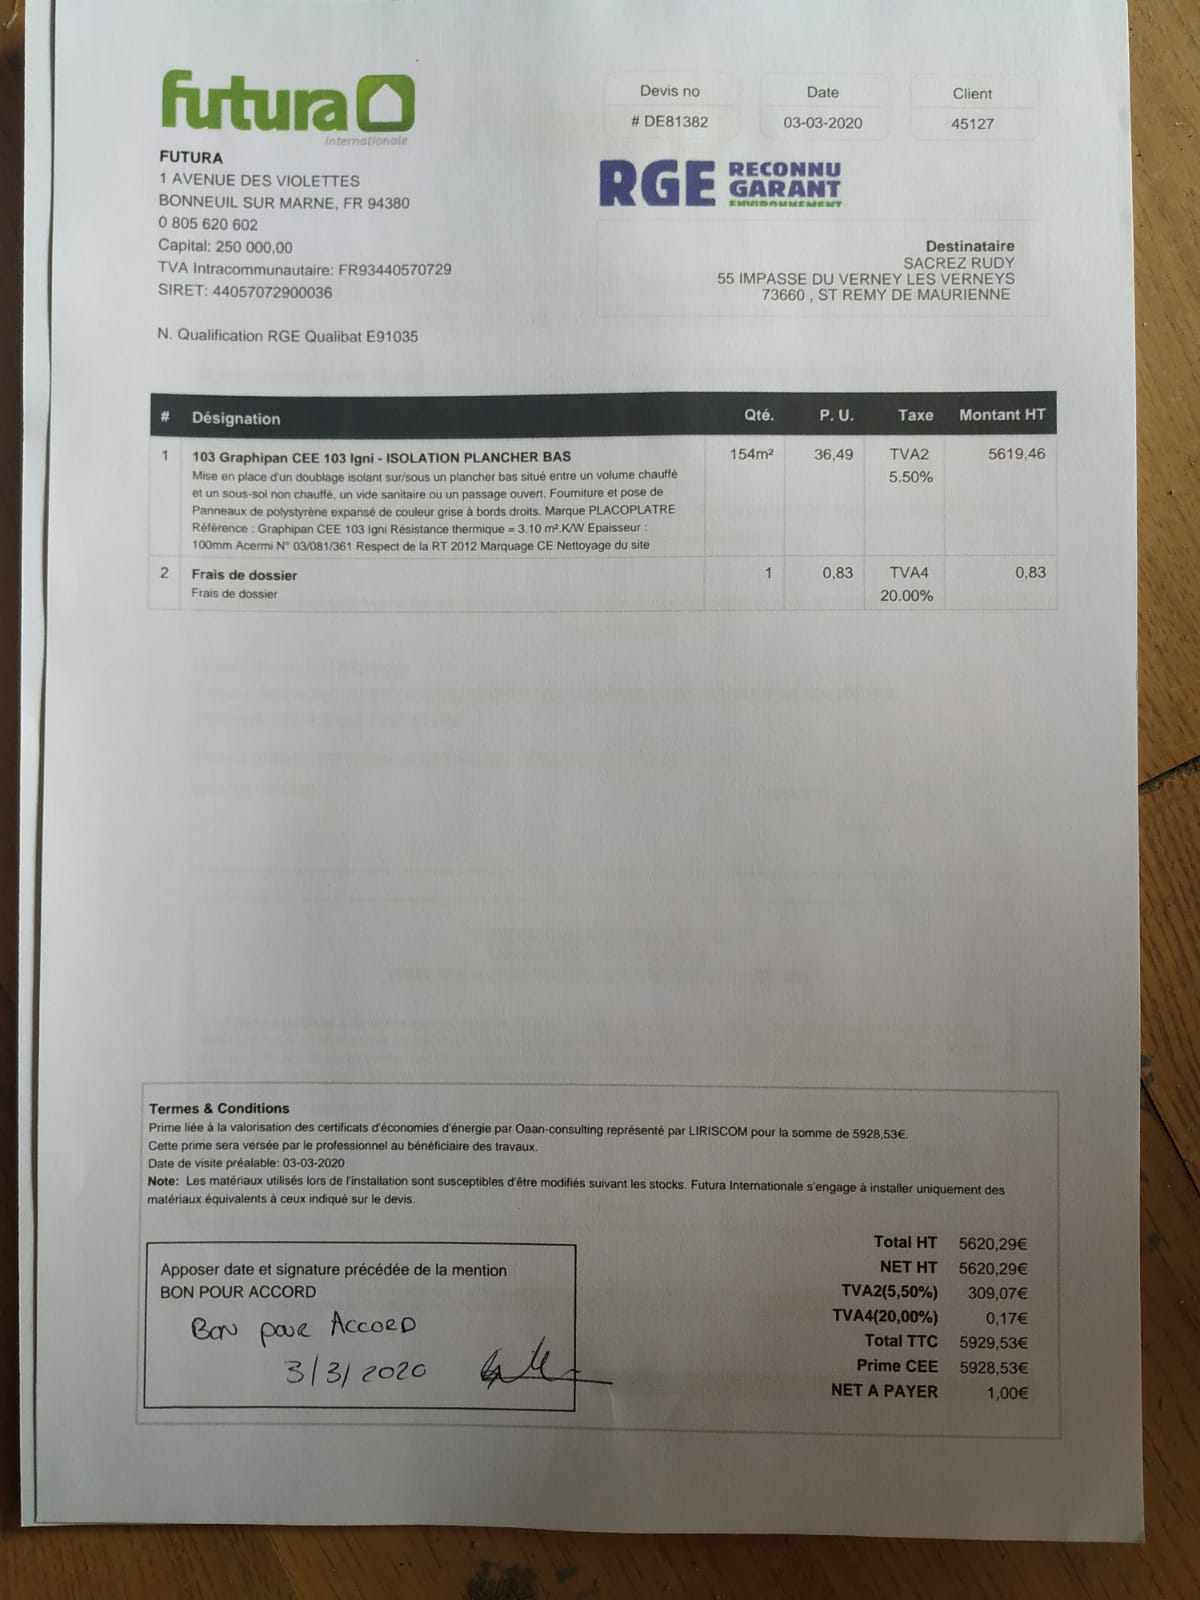 futura
internationale
FUTURA
1 AVENUE DES VIOLETTES
BONNEUIL SUR MARNE, FR 94380
0 805 620 602
Capital: 250 000,00
TVA Intracommunautaire: FR93440570729
SIRET: 44057072900036
N. Qualification RGE Qualibat E91035
Devis no Date Client
# DE81382 03-03-2020 45127
RGE RECONNU
GARANT
ENVIRONNEMENT
Destinataire
SACREZ RUDY
55 IMPASSE DU VERNEY LES VERNEYS
73660 , ST REMY DE MAURIENNE
# Désignation Qté. P. U. Taxe Montant HT
1 103 Graphipan CEE 103 Igni - ISOLATION PLANCHER BAS 154m² 36,49 TVA2 5619,46
Mise en place d'un doublage isolant sur/sous un plancher bas situé entre un volume chauffé 5.50%
et un sous-sol non chauffé, un vide sanitaire ou un passage ouvert. Fourniture et pose de
Panneaux de polystyrène expansé de couleur grise à bords droits. Marque PLACOPLATRE
Référence : Graphipan CEE 103 Igni Résistance thermique = 3.10 m².K/W Epaisseur :
100mm Acermi N° 03/081/361 Respect de la RT 2012 Marquage CE Nettoyage du site
2 Frais de dossier 1 0,83 TVA4 0,83
Frais de dossier 20.00%
Termes & Conditions
Prime liée à la valorisation des certificats d'économies d'énergie par Oaan-consulting représenté par LIRISCOM pour la somme de 5928,53€.
Cette prime sera versée par le professionnel au bénéficiaire des travaux.
Date de visite préalable: 03-03-2020
Note: Les matériaux utilisés lors de l'installation sont susceptibles d'être modifiés suivant les stocks. Futura Internationale s'engage à installer uniquement des
matériaux équivalents à ceux indiqué sur le devis.
Apposer date et signature précédée de la mention
BON POUR ACCORD
Bon pour Accord
3/3/2020
Total HT 5620,29€
NET HT 5620,29€
TVA2(5,50%) 309,07€
TVA4(20,00%) 0,17€
Total TTC 5929,53€
Prime CEE 5928,53€
NET A PAYER 1,00€